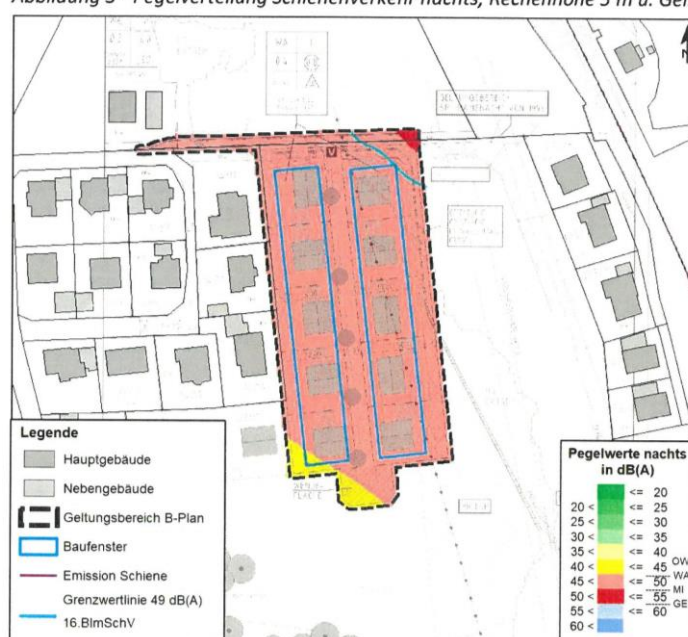 Abbildung 3 - Pegelverteilung Schienenverkehr nachts, Rechenhöhe 5 m ü. Gel
V
Legende
Hauptgebäude
Nebengebäude
Geltungsbereich B-Plan
Baufenster
Emission Schiene
Grenzwertlinie 49 dB(A)
16.BImSchV
Pegelwerte nachts
in dB(A)
<= 20
20 < <= 25
25 < <= 30
30 < <= 35
35 < <= 40
40 < <= 45 OW
45 < <= 50 WA
50 < <= 55 MI
55 < <= 60 GE
60 <